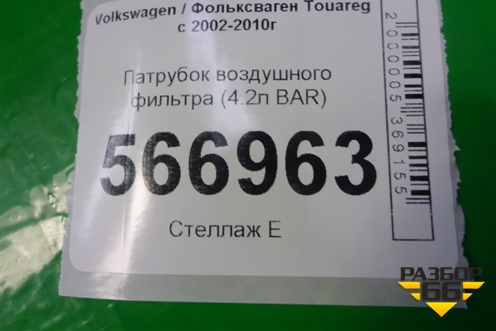 Volkswagen / Фольксваген Touareg
с 2002-2010г
Патрубок воздушного
фильтра (4.2л BAR)
566963
Стеллаж Е
2000005369155
РАЗБОР
66